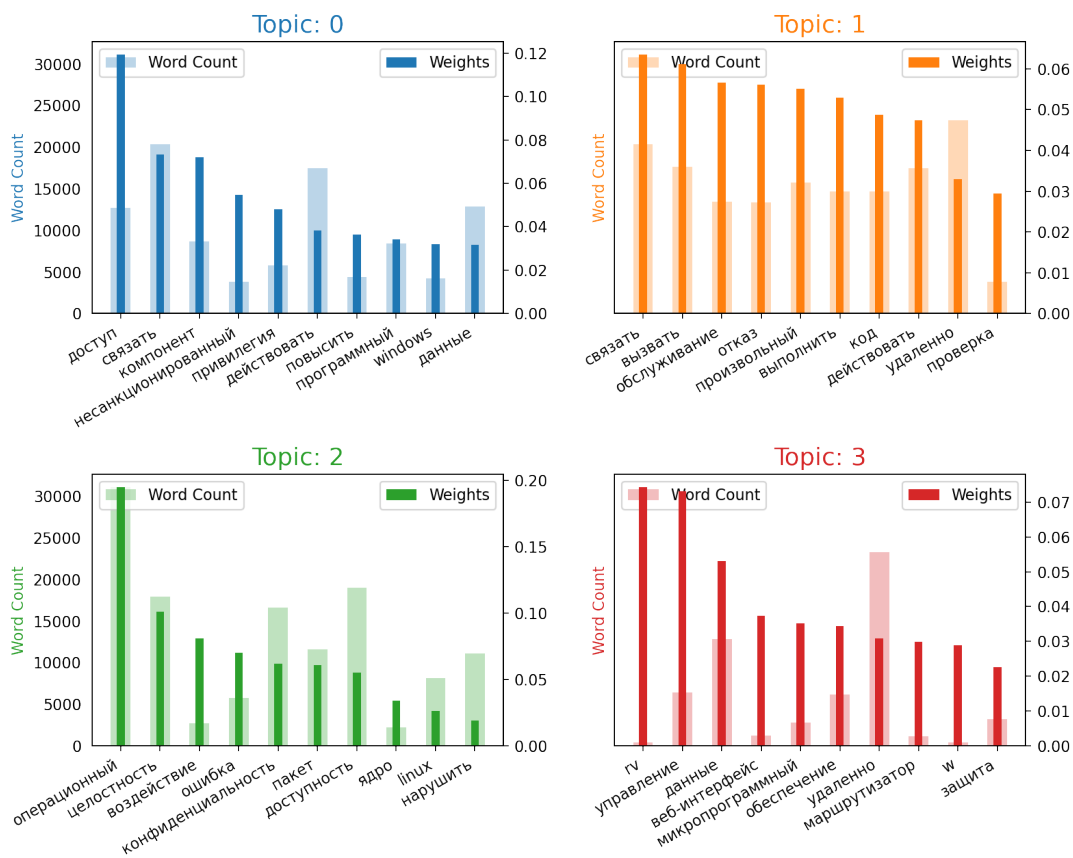 Topic: 0
Word Count
Weights
Word Count
30000
25000
20000
15000
10000
5000
0
0.12
0.10
0.08
0.06
0.04
0.02
0.00
доступ
связать
компонент
несанкционированный
привилегия
действовать
повысить
программный
windows
данные
Topic: 1
Word Count
Weights
Word Count
0.06
0.05
0.04
0.03
0.02
0.01
0.00
связать
вызвать
обслуживание
отказ
произвольный
выполнить
код
действовать
удаленно
проверка
Topic: 2
Word Count
Weights
Word Count
30000
25000
20000
15000
10000
5000
0
0.20
0.15
0.10
0.05
0.00
операционный
целостность
воздействие
ошибка
конфиденциальность
пакет
доступность
ядро
linux
нарушить
Topic: 3
Word Count
Weights
Word Count
0.07
0.06
0.05
0.04
0.03
0.02
0.01
0.00
rv
управление
данные
веб-интерфейс
микропрограммный
обеспечение
удаленно
маршрутизатор
w
защита